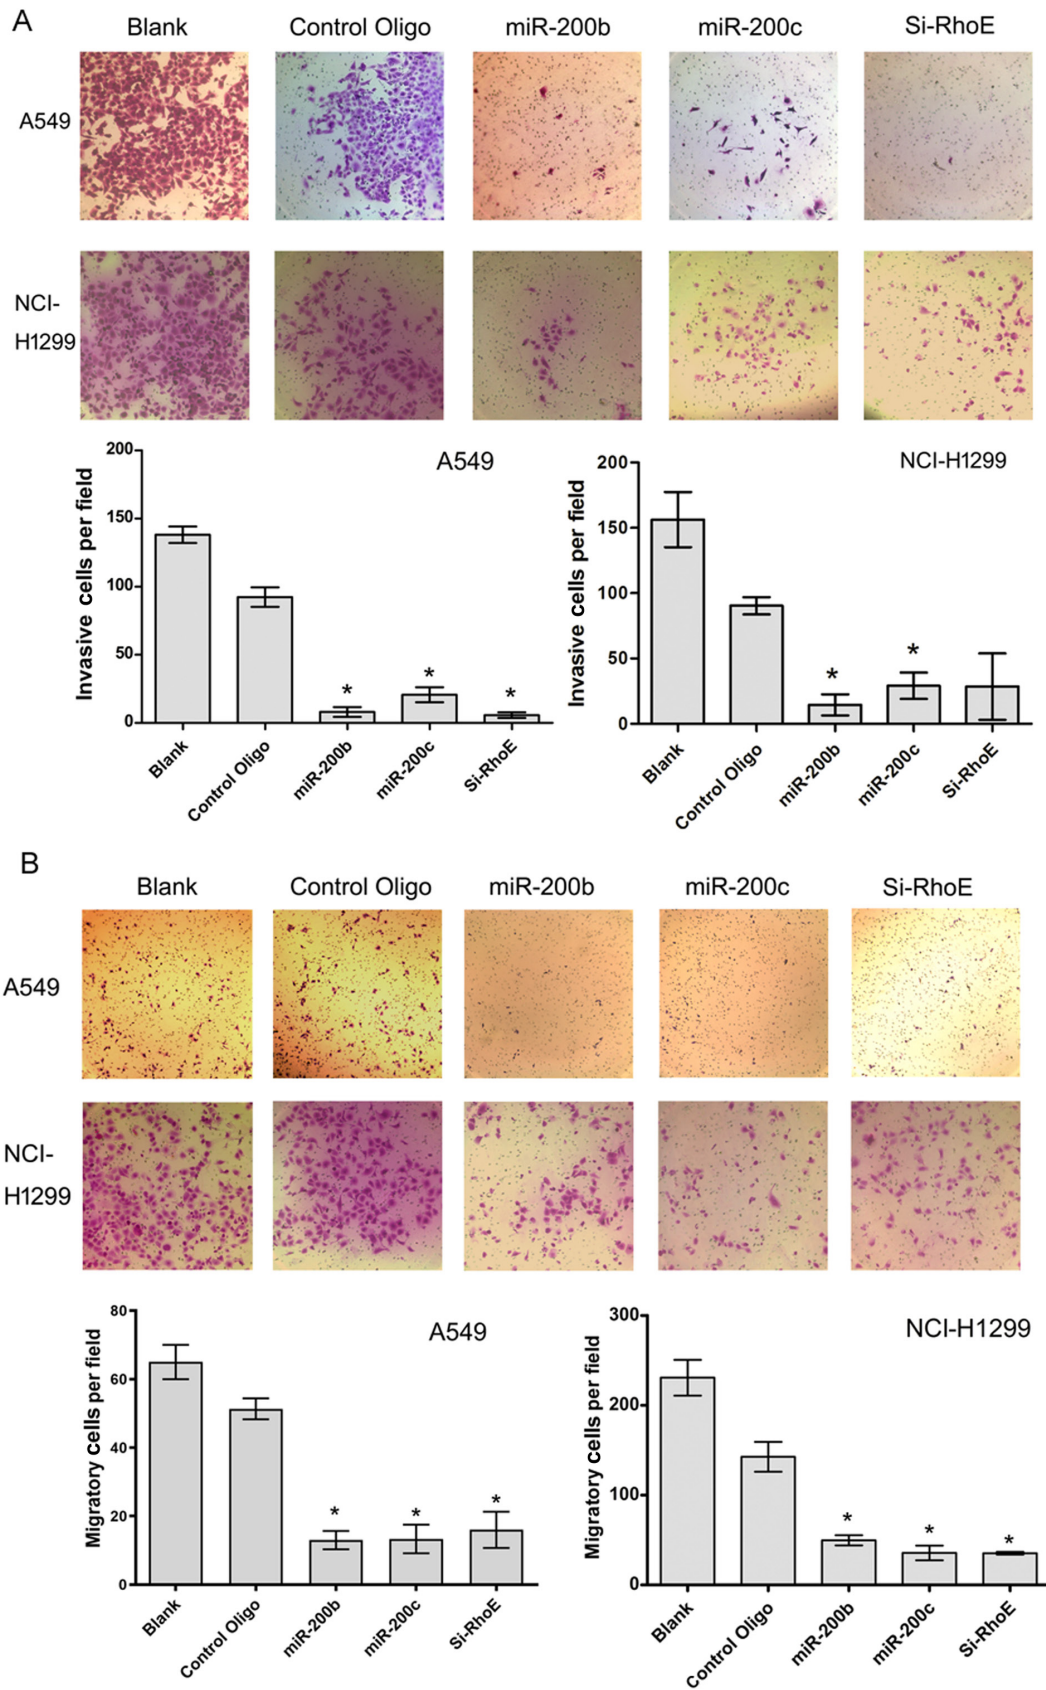 A
Blank Control Oligo miR-200b miR-200c Si-RhoE
A549
NCI-
H1299
A549
Invasive cells per field
200
150
100
50
0
Blank Control Oligo miR-200b miR-200c Si-RhoE
* * *
NCI-H1299
Invasive cells per field
200
150
100
50
0
Blank Control Oligo miR-200b miR-200c Si-RhoE
* *
B
Blank Control Oligo miR-200b miR-200c Si-RhoE
A549
NCI-
H1299
A549
Migratory cells per field
80
60
40
20
0
Blank Control Oligo miR-200b miR-200c Si-RhoE
* * *
NCI-H1299
Migratory cells per field
300
200
100
0
Blank Control Oligo miR-200b miR-200c Si-RhoE
* * *